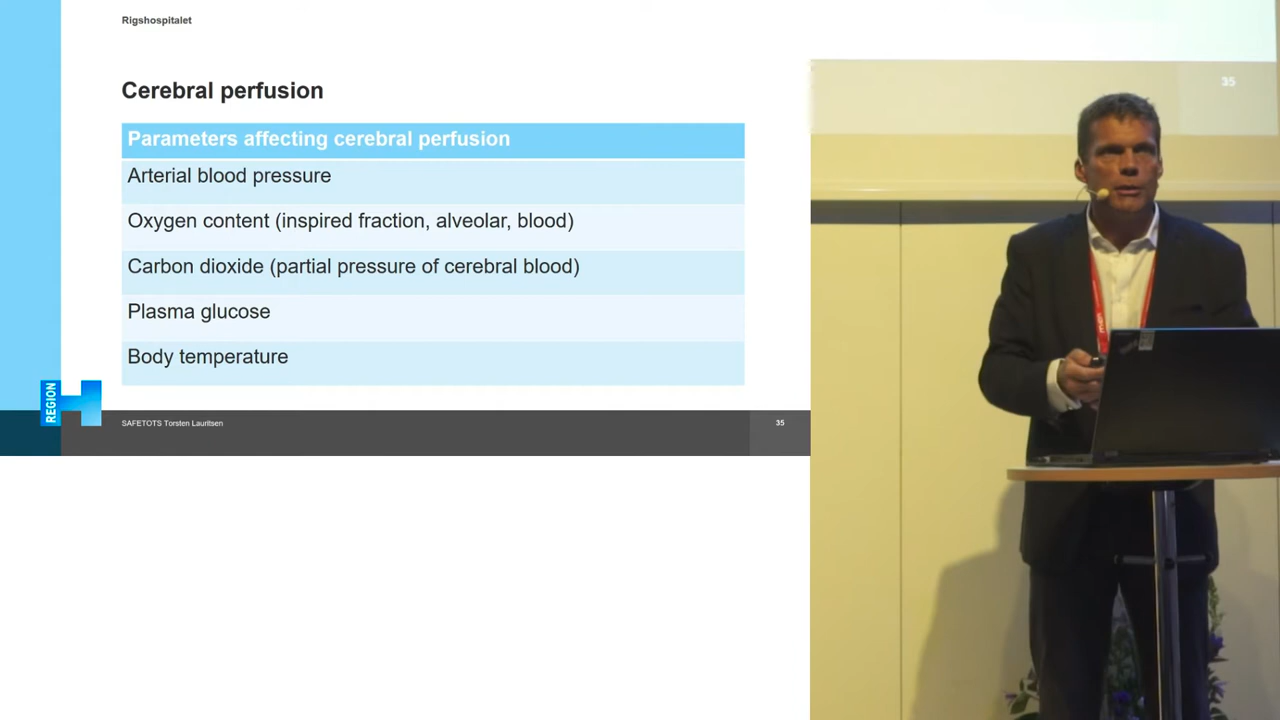 Rigshospitalet
Cerebral perfusion
Parameters affecting cerebral perfusion
Arterial blood pressure
Oxygen content (inspired fraction, alveolar, blood)
Carbon dioxide (partial pressure of cerebral blood)
Plasma glucose
Body temperature
REGION
SAFETOTS Torsten Lauritsen
35
35